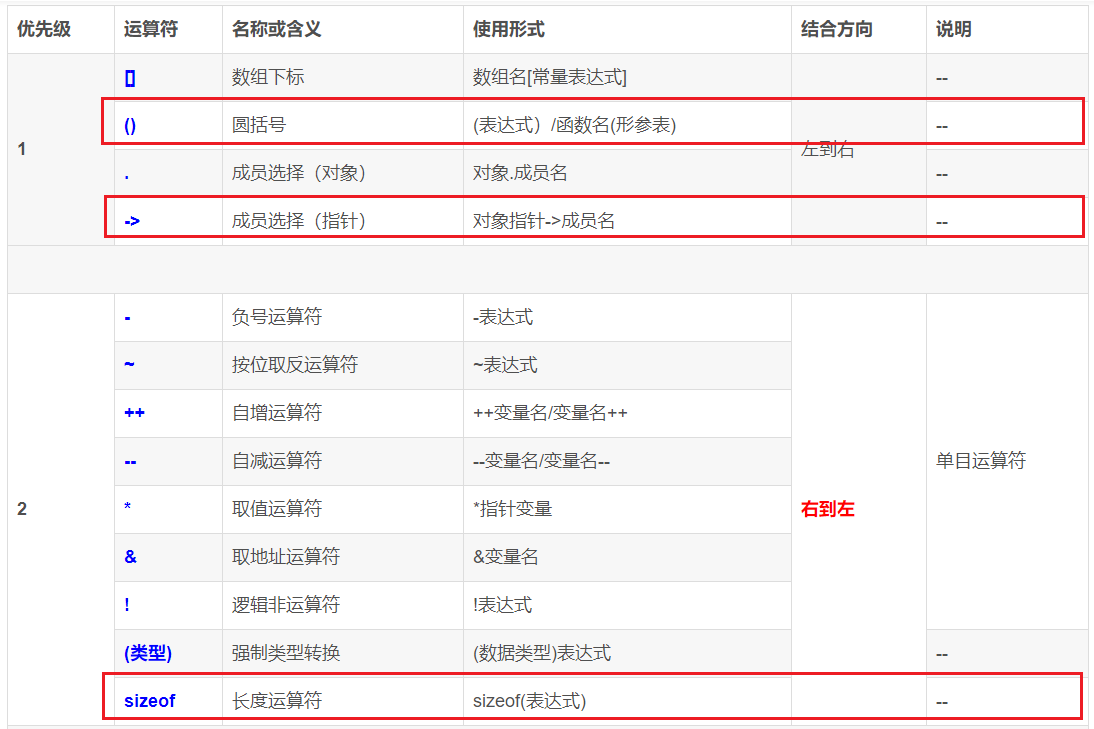 优先级 运算符 名称或含义 使用形式 结合方向 说明
1 [] 数组下标 数组名[常量表达式] 左到右 --
() 圆括号 (表达式）/函数名(形参表) --
. 成员选择（对象） 对象.成员名 --
-> 成员选择（指针） 对象指针->成员名 --
2 - 负号运算符 -表达式 右到左 单目运算符
~ 按位取反运算符 ~表达式
++ 自增运算符 ++变量名/变量名++
-- 自减运算符 --变量名/变量名--
* 取值运算符 *指针变量
& 取地址运算符 &变量名
! 逻辑非运算符 !表达式
(类型) 强制类型转换 (数据类型)表达式 --
sizeof 长度运算符 sizeof(表达式) --